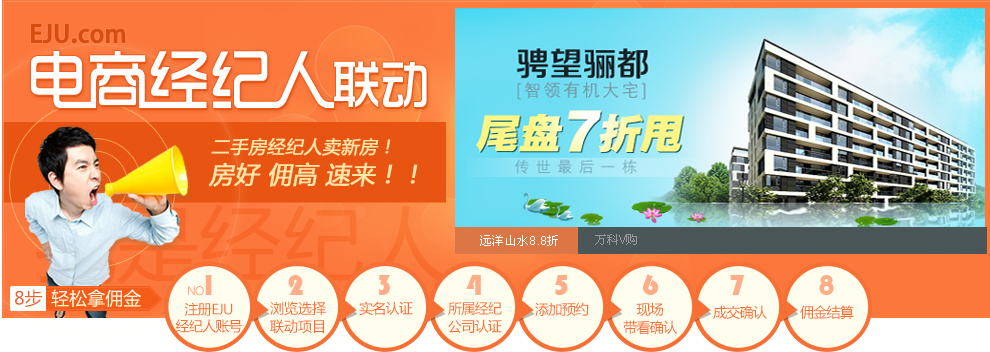 EJU.com
电商经纪人联动
二手房经纪人卖新房！
房好 佣高 速来！！
是经纪人
8步 轻松拿佣金
骋望骊都
[智领有机大宅]
尾盘7折甩
传世最后一栋
远洋山水8.8折
万科V购
NO1
注册EJU
经纪人账号
2
浏览选择
联动项目
3
实名认证
4
所属经纪
公司认证
5
添加预约
6
现场
带看确认
7
成交确认
8
佣金结算